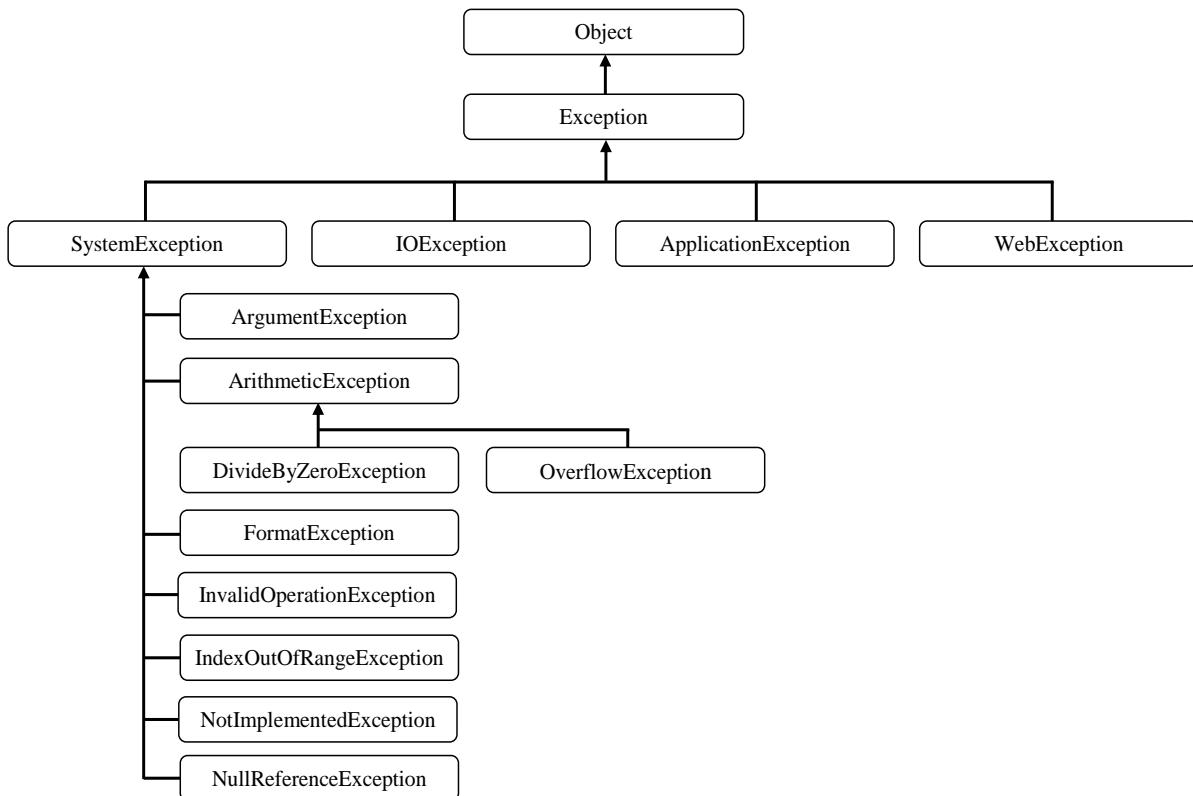 Object
Exception
SystemException
IOException
ApplicationException
WebException
ArgumentException
ArithmeticException
DivideByZeroException
OverflowException
FormatException
InvalidOperationException
IndexOutOfRangeException
NotImplementedException
NullReferenceException